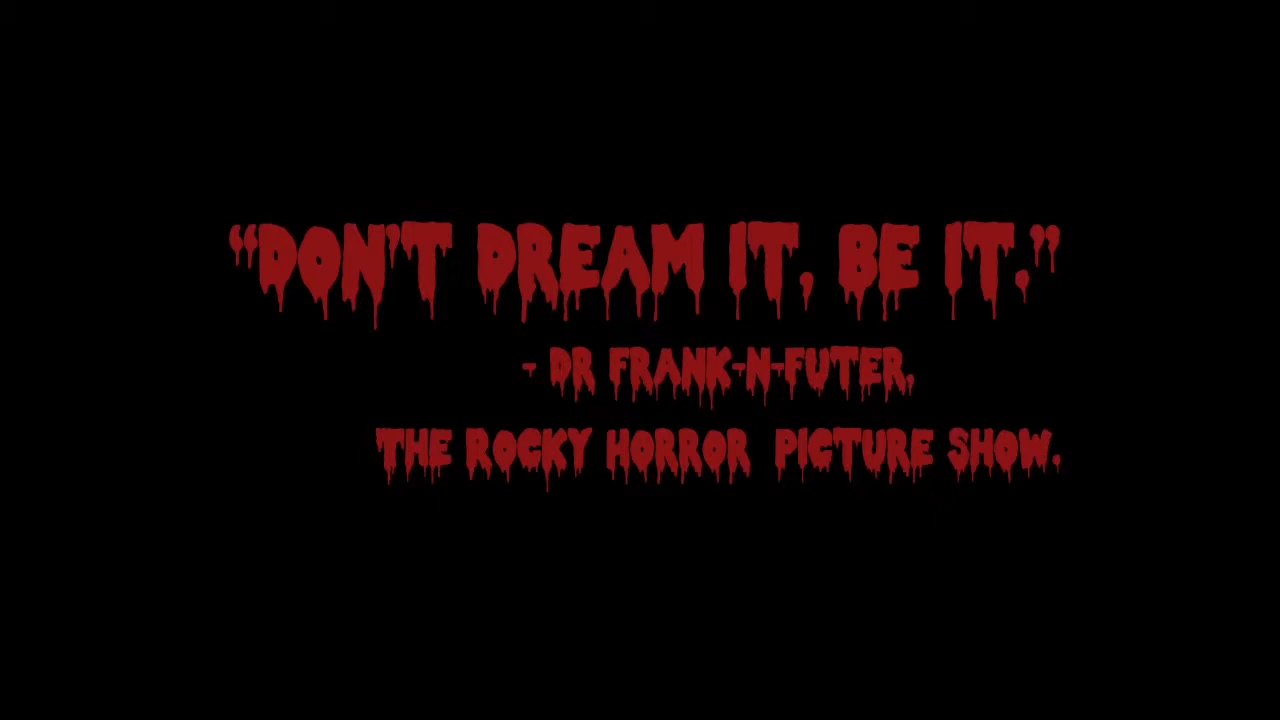 “DON'T DREAM IT, BE IT.”
- DR FRANK-N-FUTER,
THE ROCKY HORROR PICTURE SHOW.